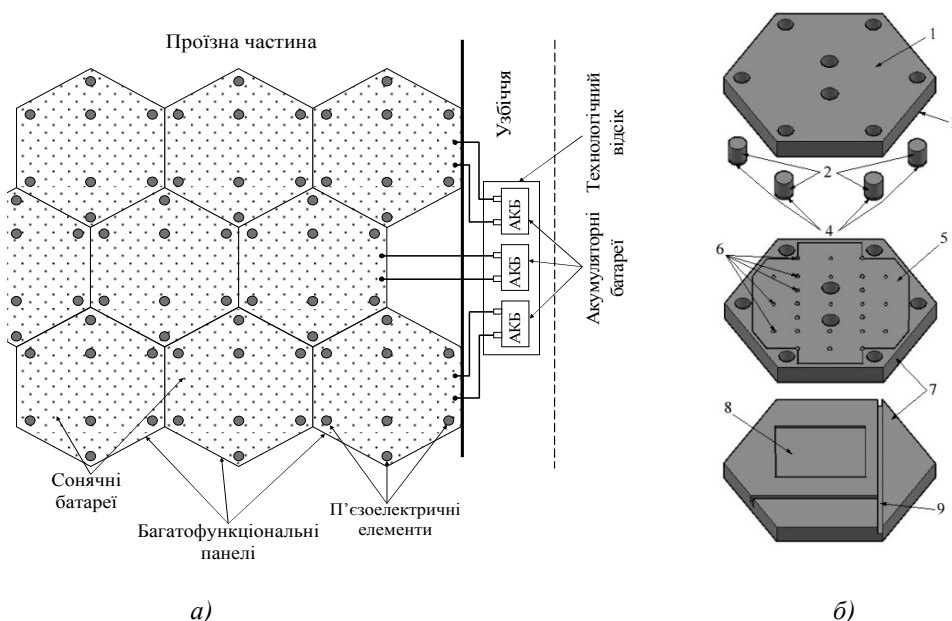 Проїзна частина
Узбіччя
Технологічний
відсік
Акумуляторні
батареї
АКБ
АКБ
АКБ
Сонячні
батареї
Багатофункціональні
панелі
П’єзоелектричні
елементи
а)
1
2
4
5
6
7
8
9
б)